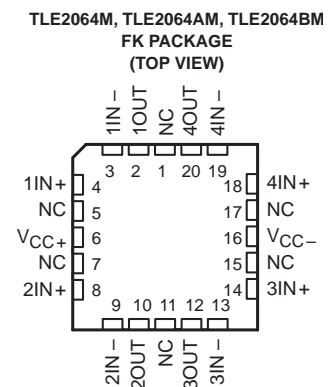 TLE2064M, TLE2064AM, TLE2064BM
FK PACKAGE
(TOP VIEW)
1IN−
1OUT
NC
4OUT
4IN−
3 2 1 20 19
1IN+ 4
NC 5
VCC+ 6
NC 7
2IN+ 8
18 4IN+
17 NC
16 VCC−
15 NC
14 3IN+
9 10 11 12 13
2IN−
2OUT
NC
3OUT
3IN−